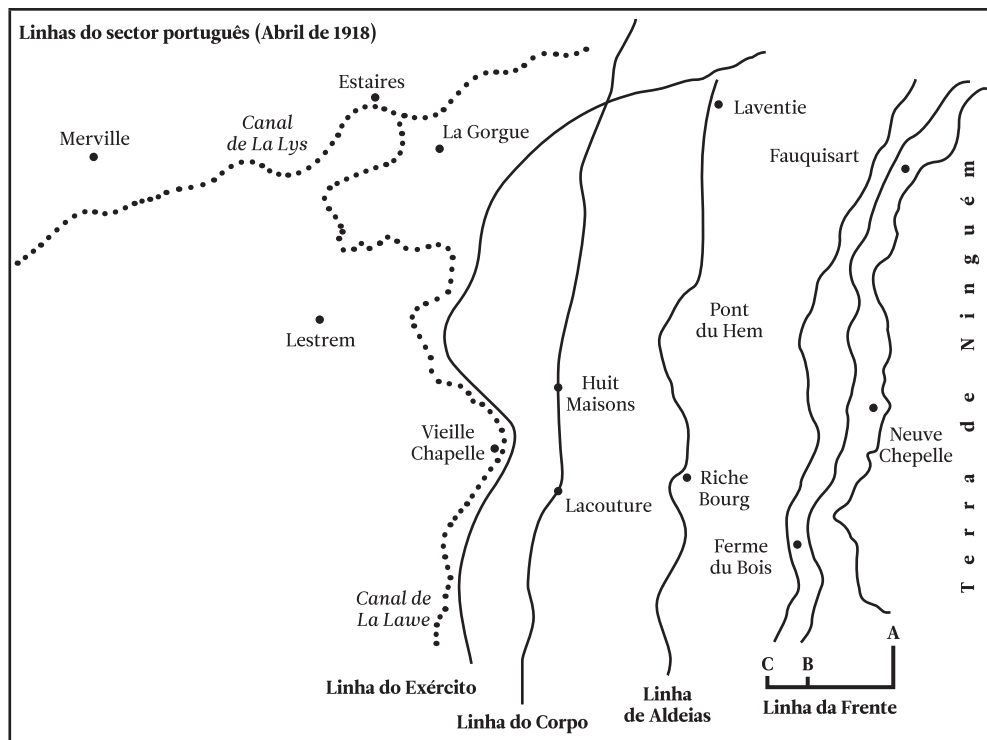 Linhas do sector português (Abril de 1918)
Estaires
Merville
Canal
de La Lys
La Gorgue
Laventie
Fauquisart
Terra de Ninguém
Pont
du Hem
Lestrem
Huit
Maisons
Vieille
Chapelle
Neuve
Chepelle
Riche
Bourg
Lacouture
Ferme
du Bois
Canal de
La Lawe
A
C B
Linha do Exército
Linha
de Aldeias
Linha da Frente
Linha do Corpo